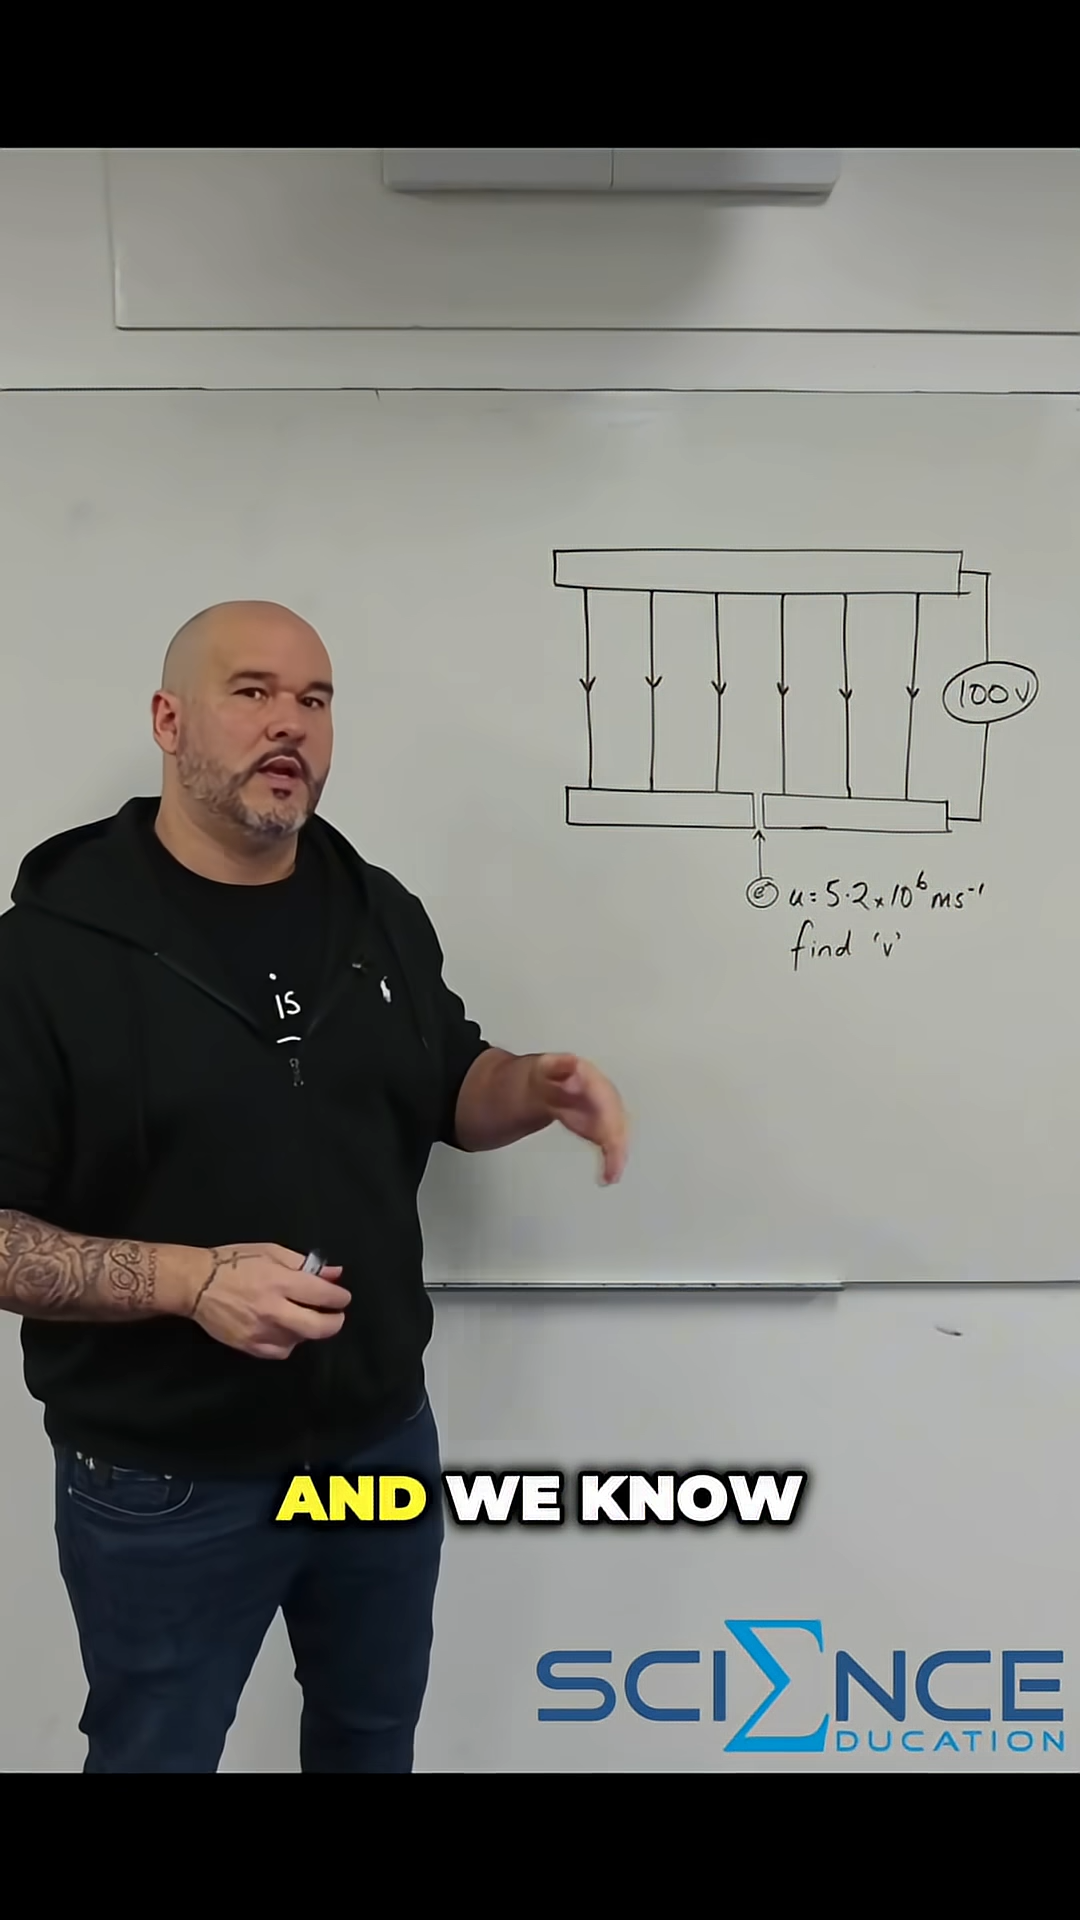 100V
e⁻ u = 5.2 × 10⁶ ms⁻¹
find 'v'
is
AND WE KNOW
SCIΣNCE
DUCATION